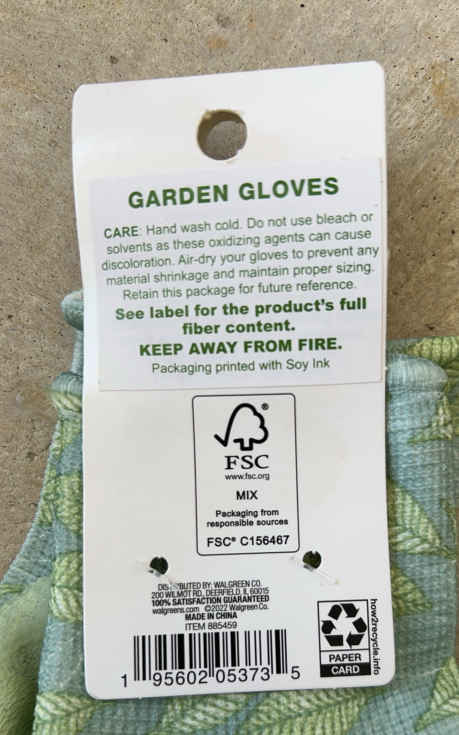 GARDEN GLOVES
CARE: Hand wash cold. Do not use bleach or
solvents as these oxidizing agents can cause
discoloration. Air-dry your gloves to prevent any
material shrinkage and maintain proper sizing.
Retain this package for future reference.
See label for the product's full
fiber content.
KEEP AWAY FROM FIRE.
Packaging printed with Soy Ink
®
FSC
www.fsc.org
MIX
Packaging from
responsible sources
FSC® C156467
BY: WALGREEN CO.
200 WILMOT RD., DEERFIELD, IL 60015
100% SATISFACTION GUARANTEED
walgreens.com ©2022 Walgreen Co.
MADE IN CHINA
ITEM 885459
1 95602 05373 5
how2recycle.info
PAPER
CARD